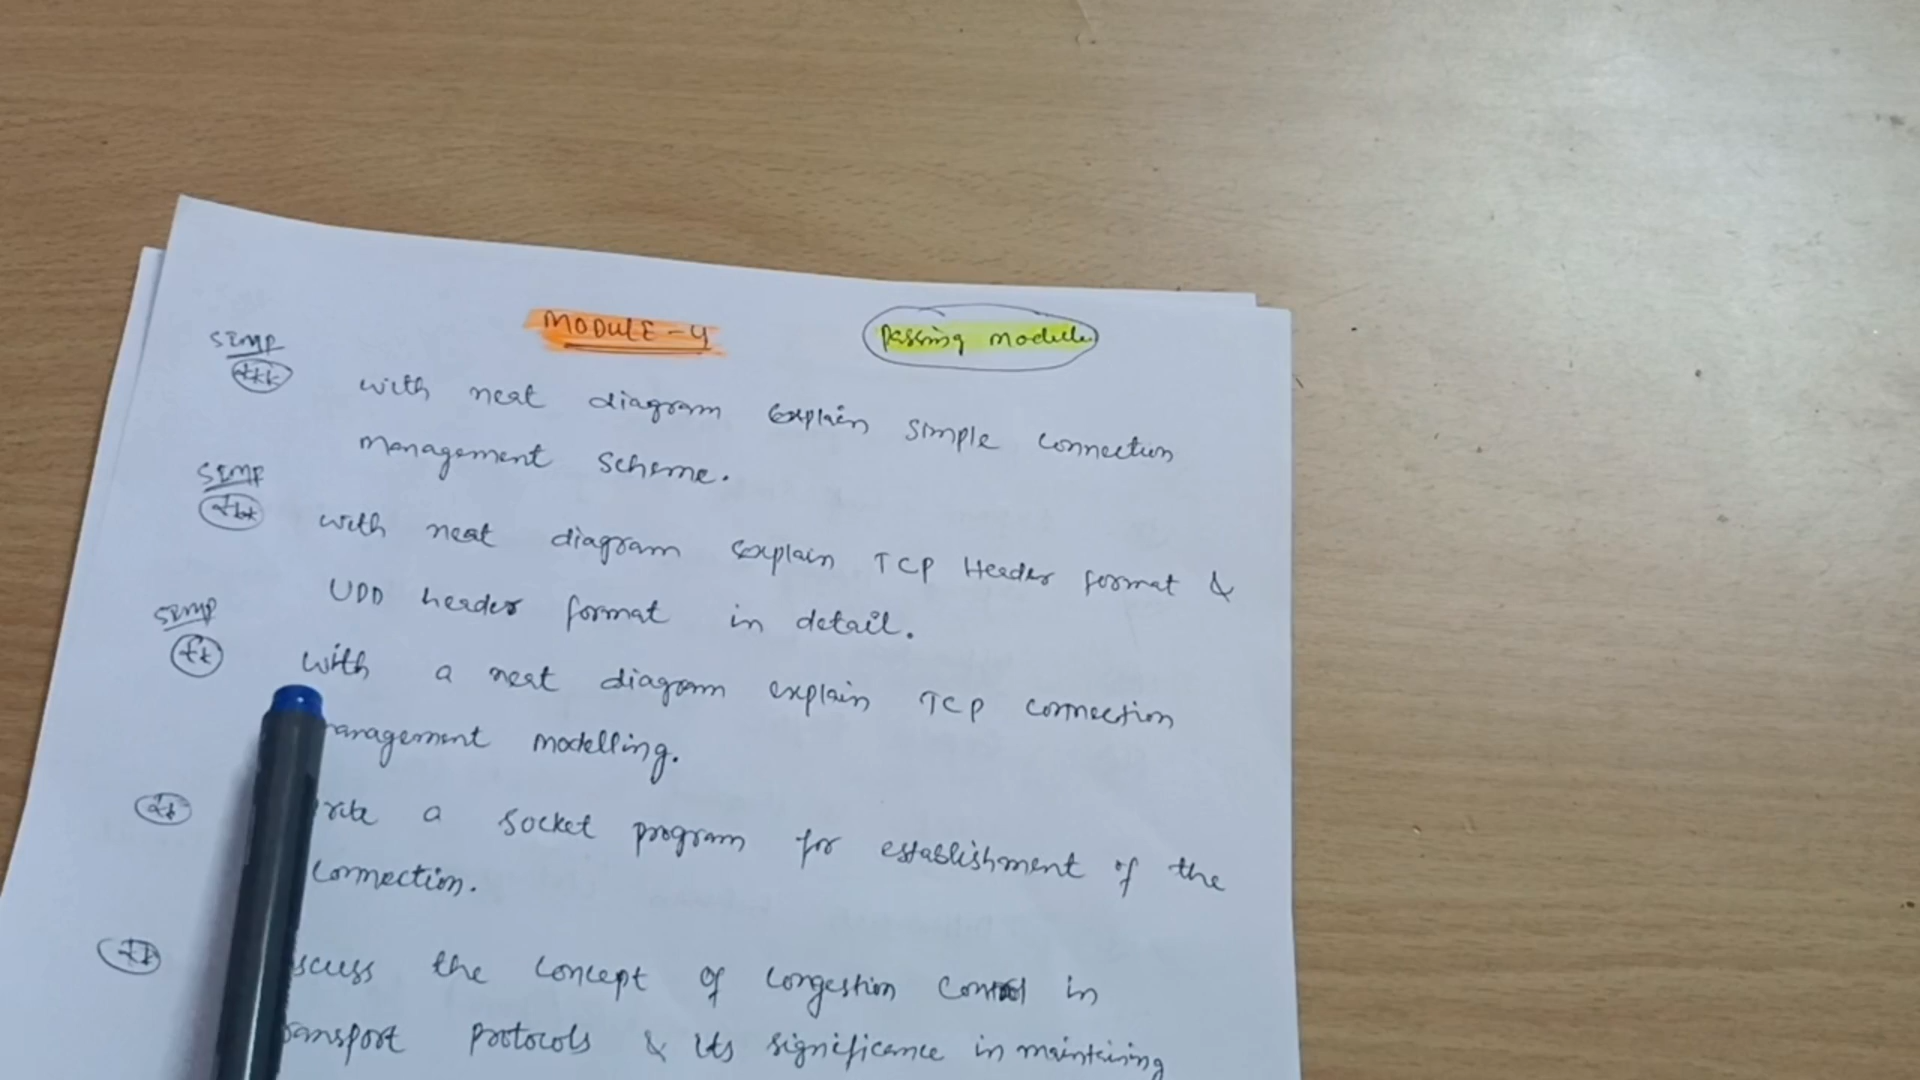 MODULE-4
Passing module
SIMP
with neat diagram explain simple connection
management scheme.
SIMP
with neat diagram explain TCP Header format &
UDD header format in detail.
SIMP
with a neat diagram explain TCP connection
anagement modelling.
rite a socket program for establishment of the
connection.
scuss the concept of congestion control in
ransport protocols & its significance in maintaining